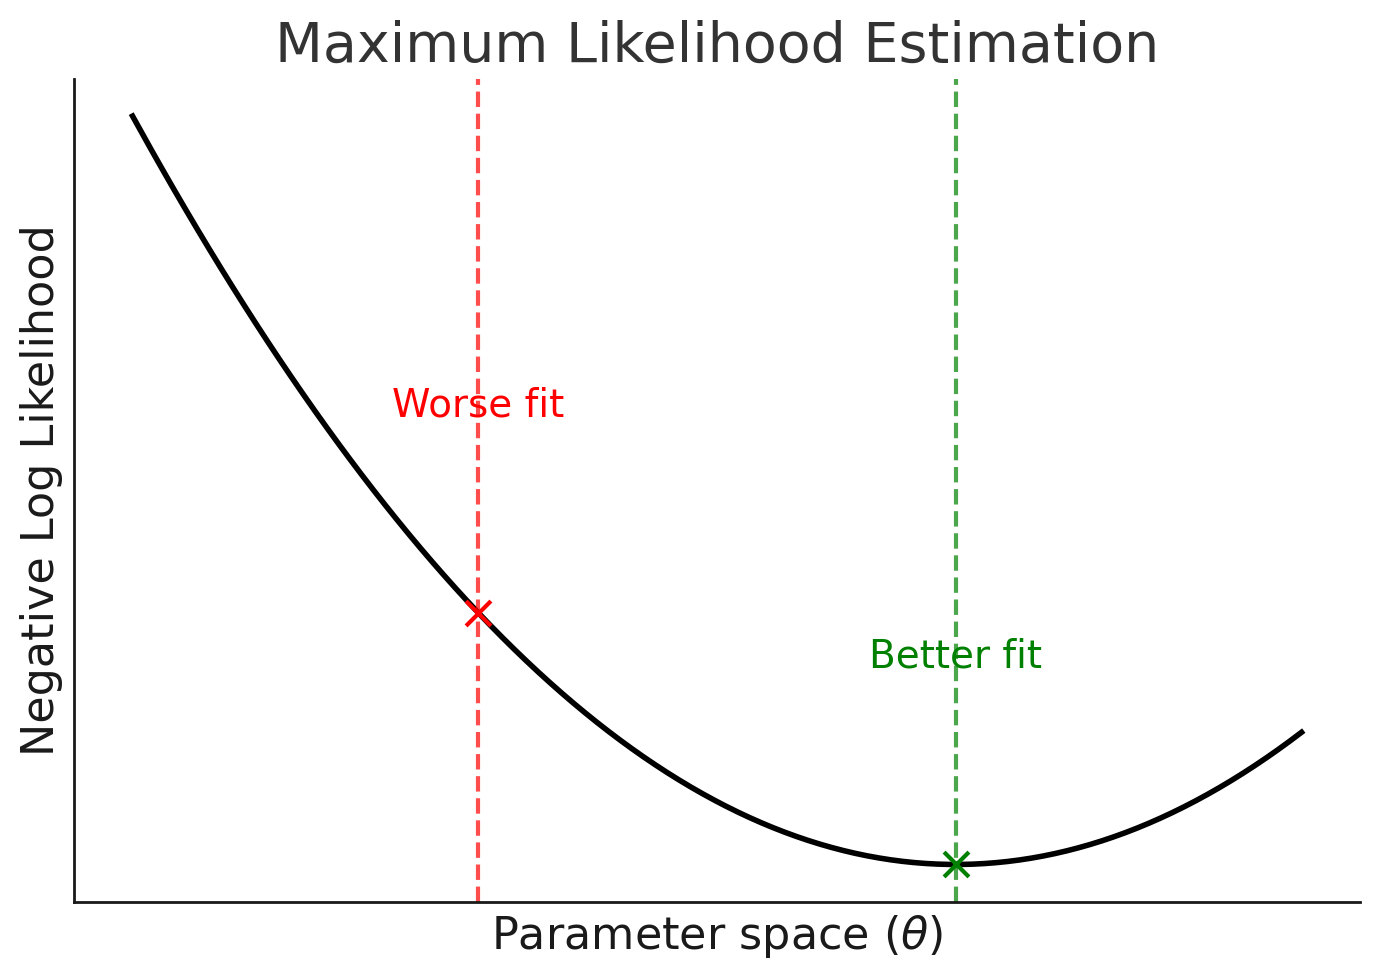 Maximum Likelihood Estimation
Negative Log Likelihood
Worse fit
Better fit
Parameter space (θ)